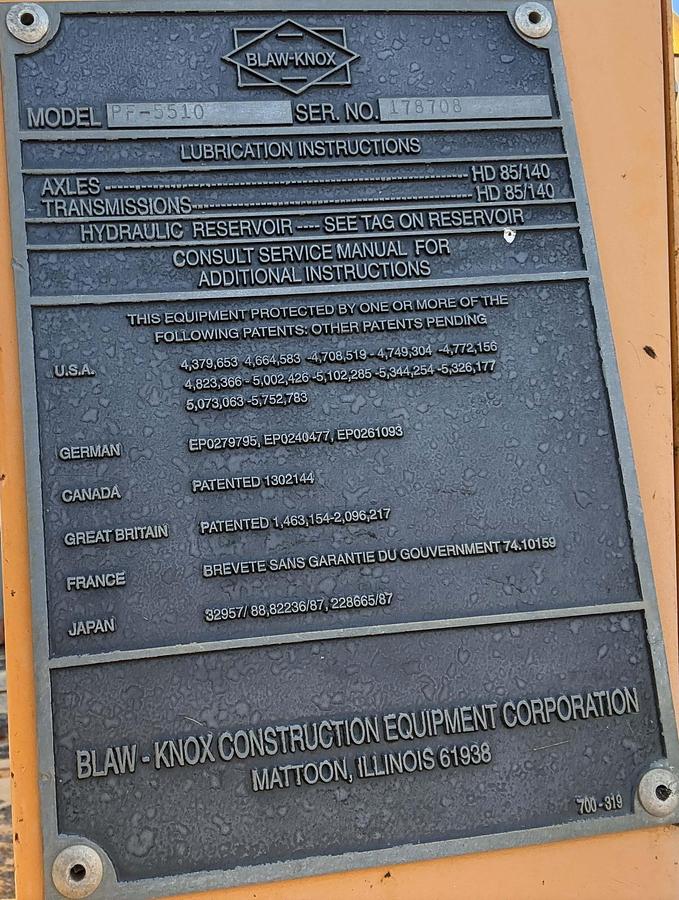 BLAW-KNOX
MODEL PF-5510 SER. NO. 178708
LUBRICATION INSTRUCTIONS
AXLES ---------------------------------------------------------------- HD 85/140
TRANSMISSIONS---------------------------------------------------- HD 85/140
HYDRAULIC RESERVOIR ---- SEE TAG ON RESERVOIR
CONSULT SERVICE MANUAL FOR
ADDITIONAL INSTRUCTIONS
THIS EQUIPMENT PROTECTED BY ONE OR MORE OF THE
FOLLOWING PATENTS: OTHER PATENTS PENDING
U.S.A. 4,379,653 4,664,583 -4,708,519 - 4,749,304 -4,772,156
4,823,366 - 5,002,426 -5,102,285 -5,344,254 -5,326,177
5,073,063 -5,752,783
GERMAN EP0279795, EP0240477, EP0261093
CANADA PATENTED 1302144
GREAT BRITAIN PATENTED 1,463,154-2,096,217
FRANCE BREVETE SANS GARANTIE DU GOUVERNMENT 74.10159
JAPAN 32957/ 88,82236/87, 228665/87
BLAW - KNOX CONSTRUCTION EQUIPMENT CORPORATION
MATTOON, ILLINOIS 61938
700-319